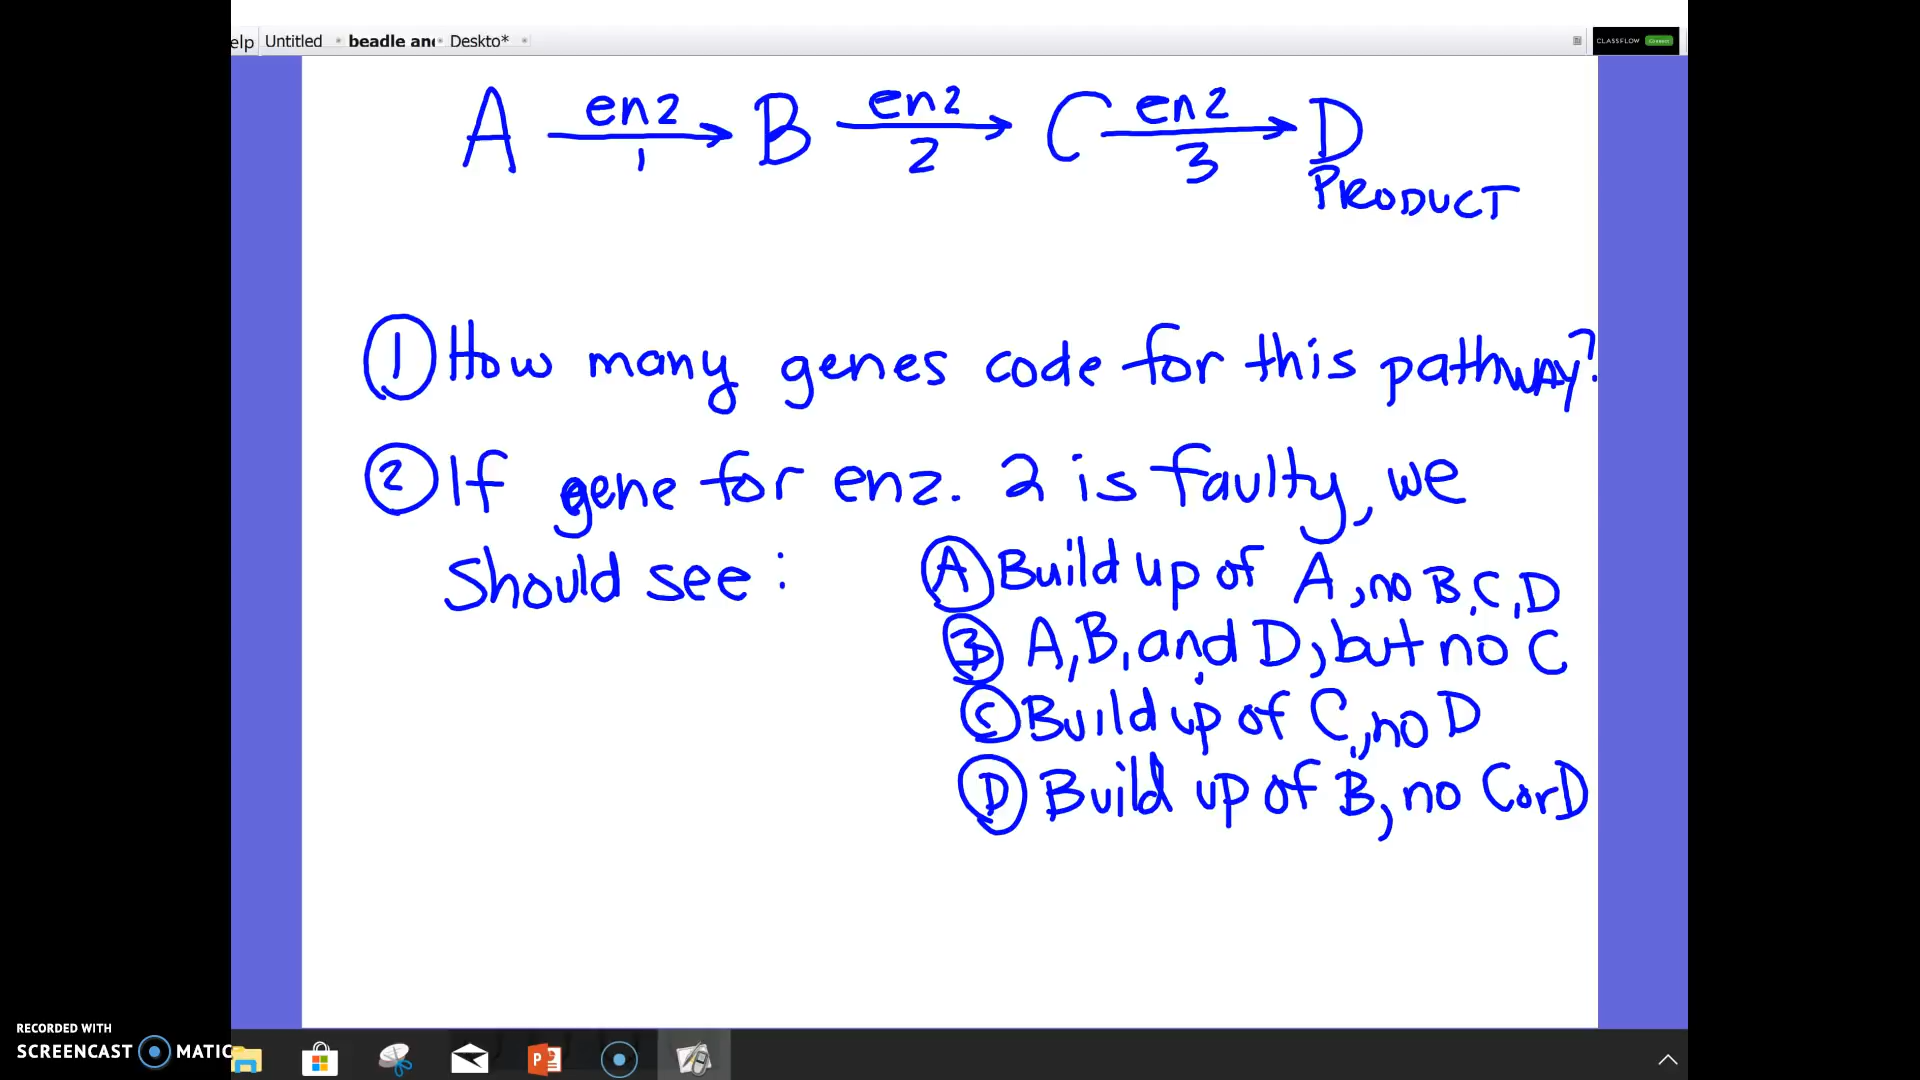 elp Untitled beadle and Deskto*
CLASSFLOW
A enz 1 B enz 2 C enz 3 D
PRODUCT
① How many genes code for this pathway?
② If gene for enz. 2 is faulty, we
should see :
Ⓐ Build up of A, no B, C, D
Ⓑ A, B, and D, but no C
Ⓒ Build up of C, no D
Ⓓ Build up of B, no C or D
RECORDED WITH
SCREENCAST MATIC